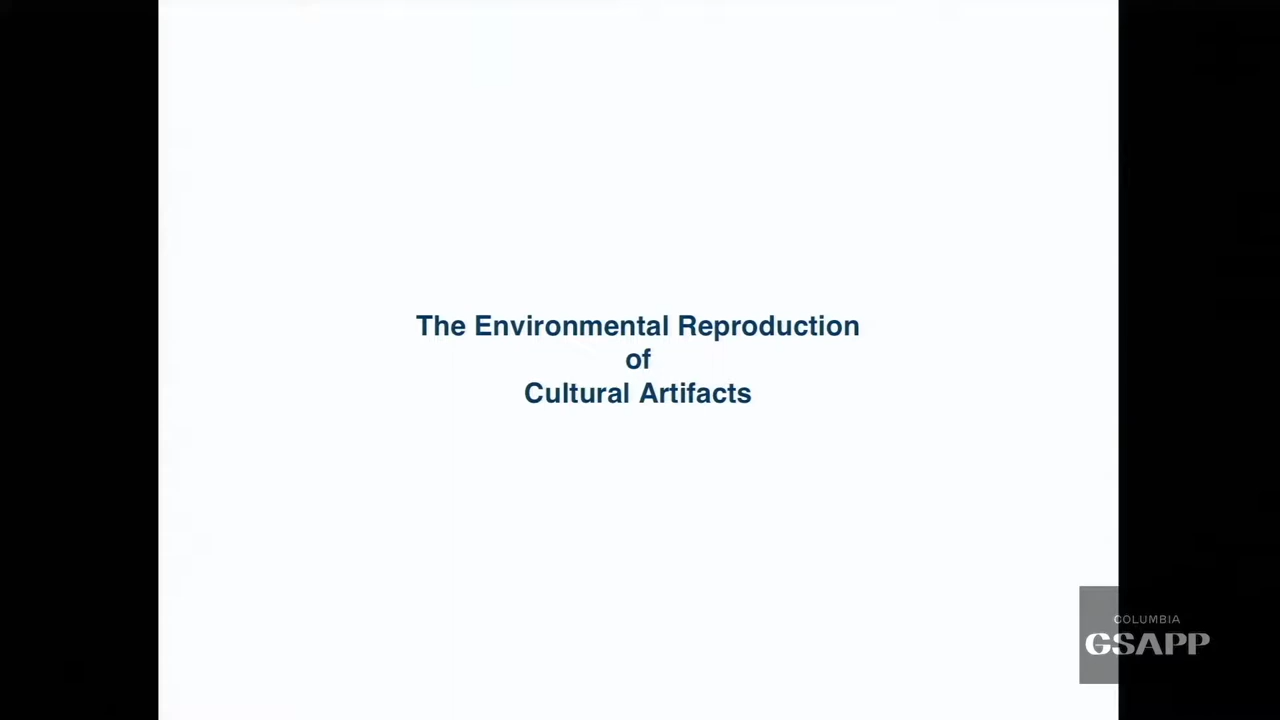 The Environmental Reproduction
of
Cultural Artifacts
COLUMBIA
GSAPP